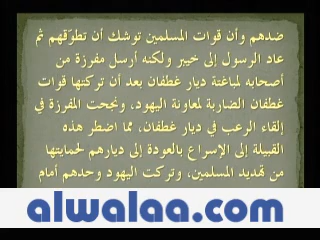 ضدهم وأن قوات المسلمين توشك أن تطوّقهم ثم
عاد الرسول إلى خيبر ولكنه أرسل مفرزة من
أصحابه لمباغتة ديار غطفان بعد أن تركتها قوات
غطفان الضاربة لمعاونة اليهود، ونجحت المفرزة في
إلقاء الرعب في ديار غطفان، مما اضطر هذه
القبيلة إلى الإسراع بالعودة إلى ديارهم لحمايتها
من تهديد المسلمين، وتركت اليهود وحدهم أمام
alwalaa.com